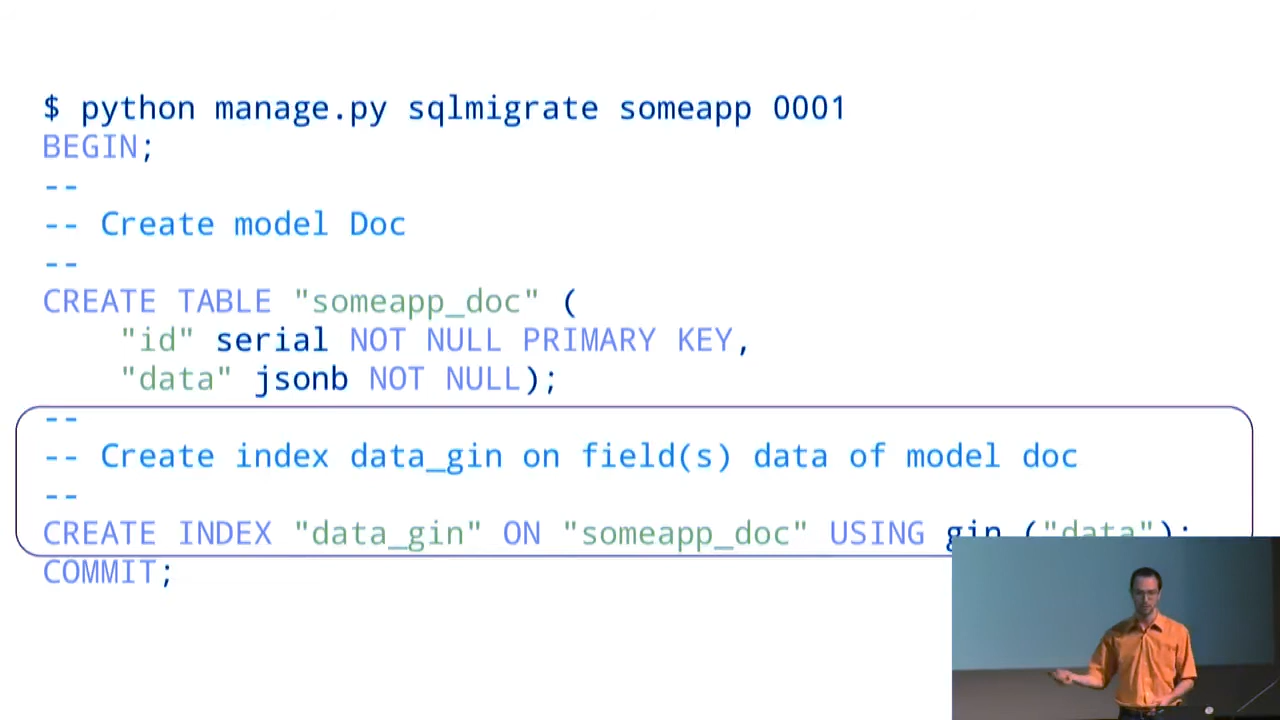 $ python manage.py sqlmigrate someapp 0001
BEGIN;
--
-- Create model Doc
--
CREATE TABLE "someapp_doc" (
    "id" serial NOT NULL PRIMARY KEY,
    "data" jsonb NOT NULL);
--
-- Create index data_gin on field(s) data of model doc
--
CREATE INDEX "data_gin" ON "someapp_doc" USING gin ("data");
COMMIT;